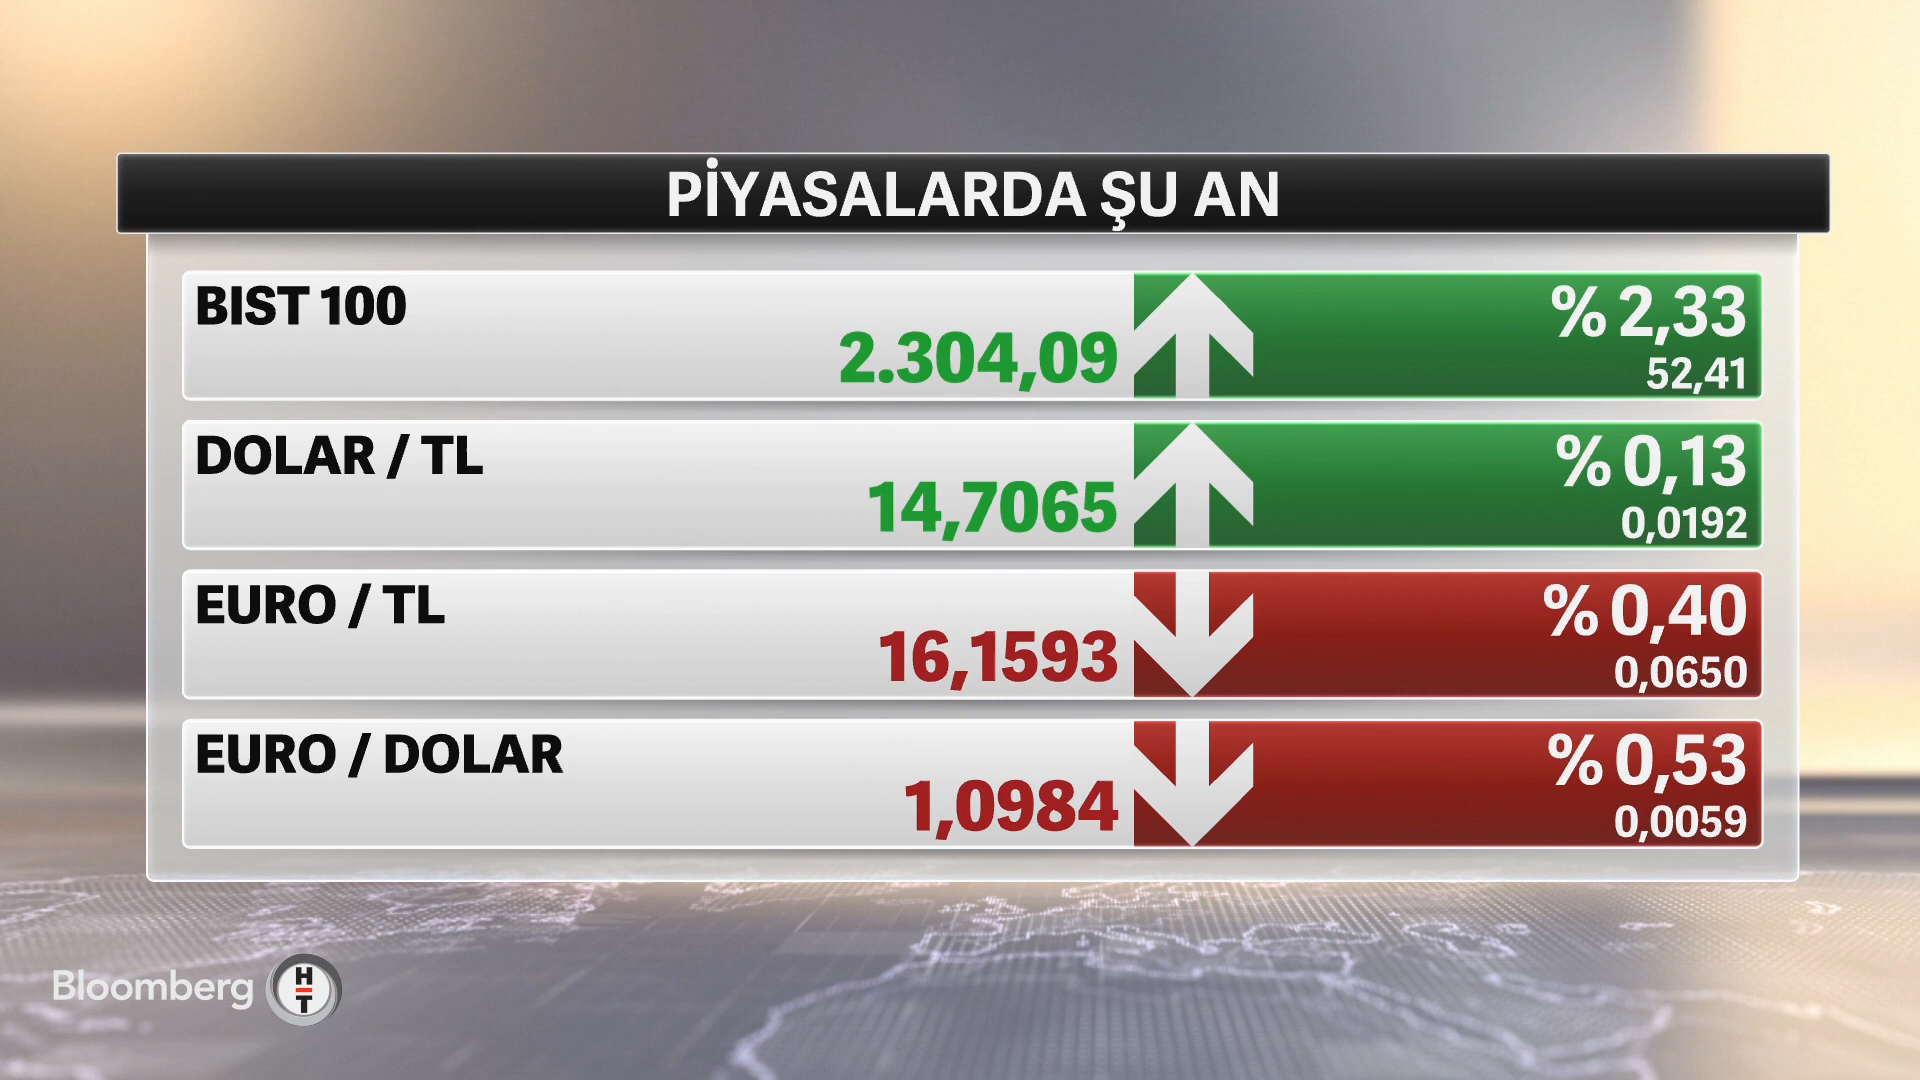 PİYASALARDA ŞU AN
BIST 100
2.304,09
% 2,33
52,41
DOLAR / TL
14,7065
% 0,13
0,0192
EURO / TL
16,1593
% 0,40
0,0650
EURO / DOLAR
1,0984
% 0,53
0,0059
Bloomberg HT